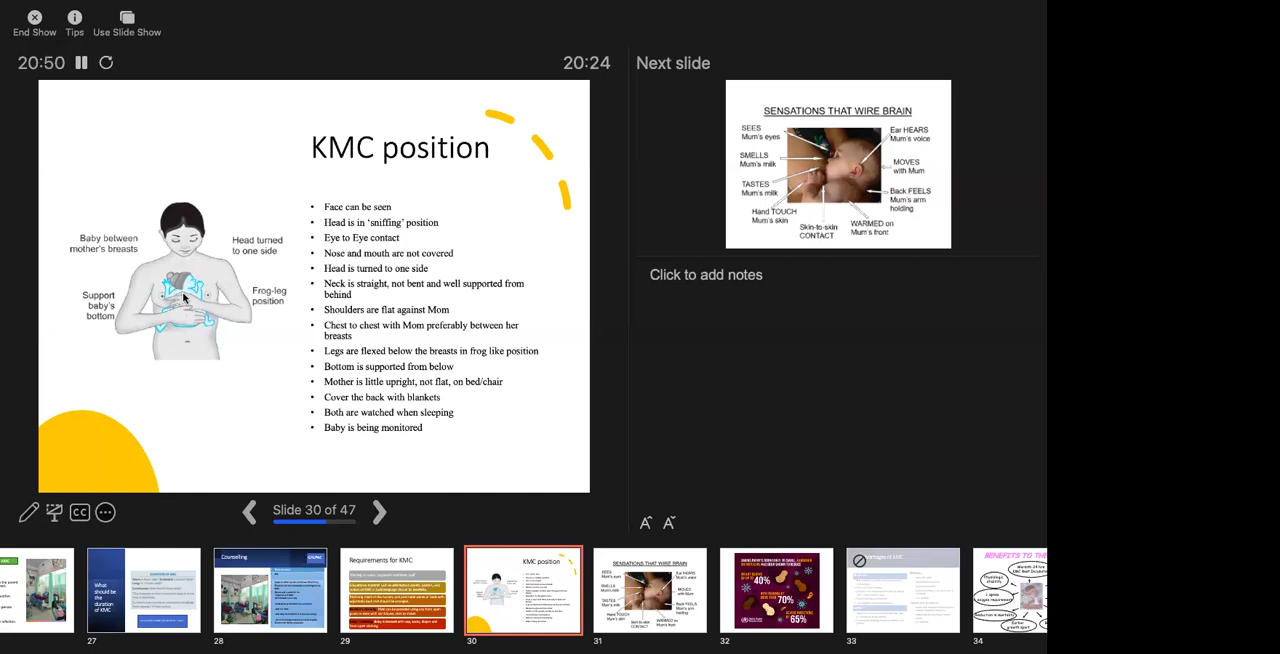 End Show
Tips
Use Slide Show
20:50
20:24
Next slide
KMC position
Baby between
mother's breasts
Head turned
to one side
Support
baby's
bottom
Frog-leg
position
• Face can be seen
• Head is in ‘sniffing’ position
• Eye to Eye contact
• Nose and mouth are not covered
• Head is turned to one side
• Neck is straight, not bent and well supported from
behind
• Shoulders are flat against Mom
• Chest to chest with Mom preferably between her
breasts
• Legs are flexed below the breasts in frog like position
• Bottom is supported from below
• Mother is little upright, not flat, on bed/chair
• Cover the back with blankets
• Both are watched when sleeping
• Baby is being monitored
SENSATIONS THAT WIRE BRAIN
SEES
Mum's eyes
SMELLS
Mum's milk
TASTES
Mum's milk
Hand TOUCH
Mum's skin
Skin-to-skin
CONTACT
WARMED on
Mum's front
Ear HEARS
Mum's voice
MOVES
with Mum
Back FEELS
Mum's arm
holding
Click to add notes
CC
Slide 30 of 47
What
should be
the
duration
of KMC
Counselling
Requirements for KMC
KMC position
SENSATIONS THAT WIRE BRAIN
40%
70%
65%
BENEFITS TO TH
27
28
29
30
31
32
33
34